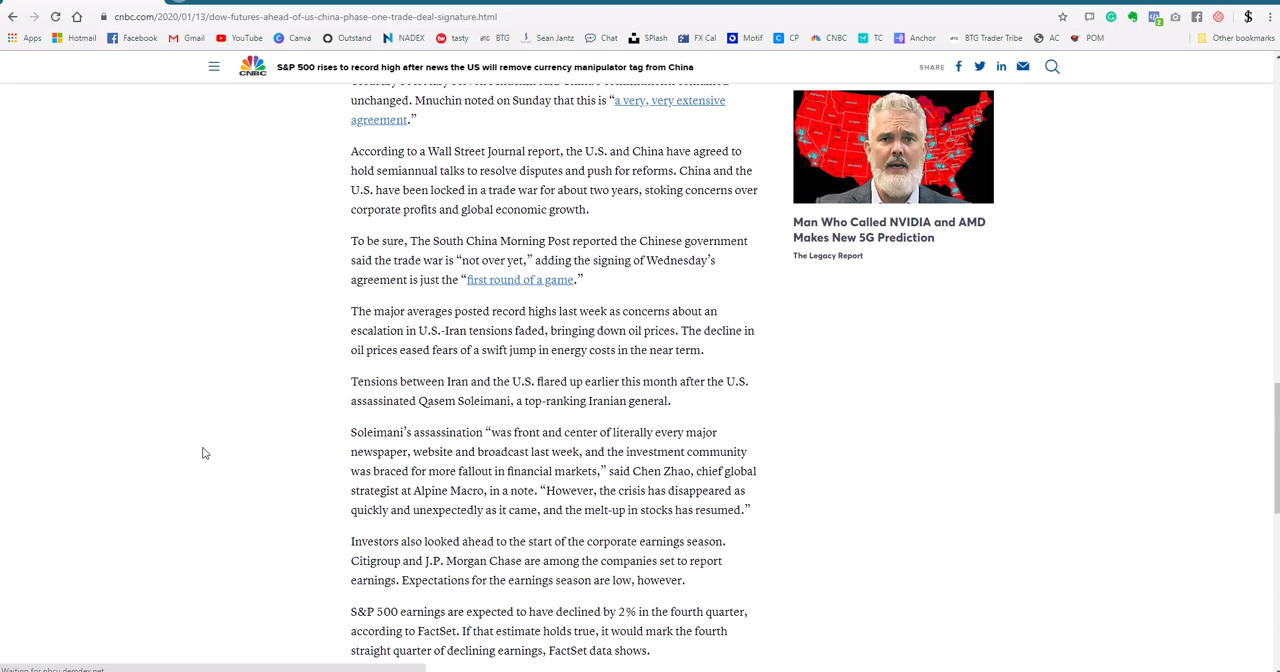 cnbc.com/2020/01/13/dow-futures-ahead-of-us-china-phase-one-trade-deal-signature.html
Apps Hotmail Facebook Gmail YouTube Canva Outstand NADEX tasty BTG Sean Jantz Chat SPlash FX Cal Motif CP CNBC TC Anchor BTG Trader Tribe AC POM Other bookmarks
CNBC S&P 500 rises to record high after news the US will remove currency manipulator tag from China SHARE
unchanged. Mnuchin noted on Sunday that this is “a very, very extensive
agreement.”
According to a Wall Street Journal report, the U.S. and China have agreed to
hold semiannual talks to resolve disputes and push for reforms. China and the
U.S. have been locked in a trade war for about two years, stoking concerns over
corporate profits and global economic growth.
To be sure, The South China Morning Post reported the Chinese government
said the trade war is “not over yet,” adding the signing of Wednesday’s
agreement is just the “first round of a game.”
The major averages posted record highs last week as concerns about an
escalation in U.S.-Iran tensions faded, bringing down oil prices. The decline in
oil prices eased fears of a swift jump in energy costs in the near term.
Tensions between Iran and the U.S. flared up earlier this month after the U.S.
assassinated Qasem Soleimani, a top-ranking Iranian general.
Soleimani’s assassination “was front and center of literally every major
newspaper, website and broadcast last week, and the investment community
was braced for more fallout in financial markets,” said Chen Zhao, chief global
strategist at Alpine Macro, in a note. “However, the crisis has disappeared as
quickly and unexpectedly as it came, and the melt-up in stocks has resumed.”
Investors also looked ahead to the start of the corporate earnings season.
Citigroup and J.P. Morgan Chase are among the companies set to report
earnings. Expectations for the earnings season are low, however.
S&P 500 earnings are expected to have declined by 2% in the fourth quarter,
according to FactSet. If that estimate holds true, it would mark the fourth
straight quarter of declining earnings, FactSet data shows.
Man Who Called NVIDIA and AMD
Makes New 5G Prediction
The Legacy Report